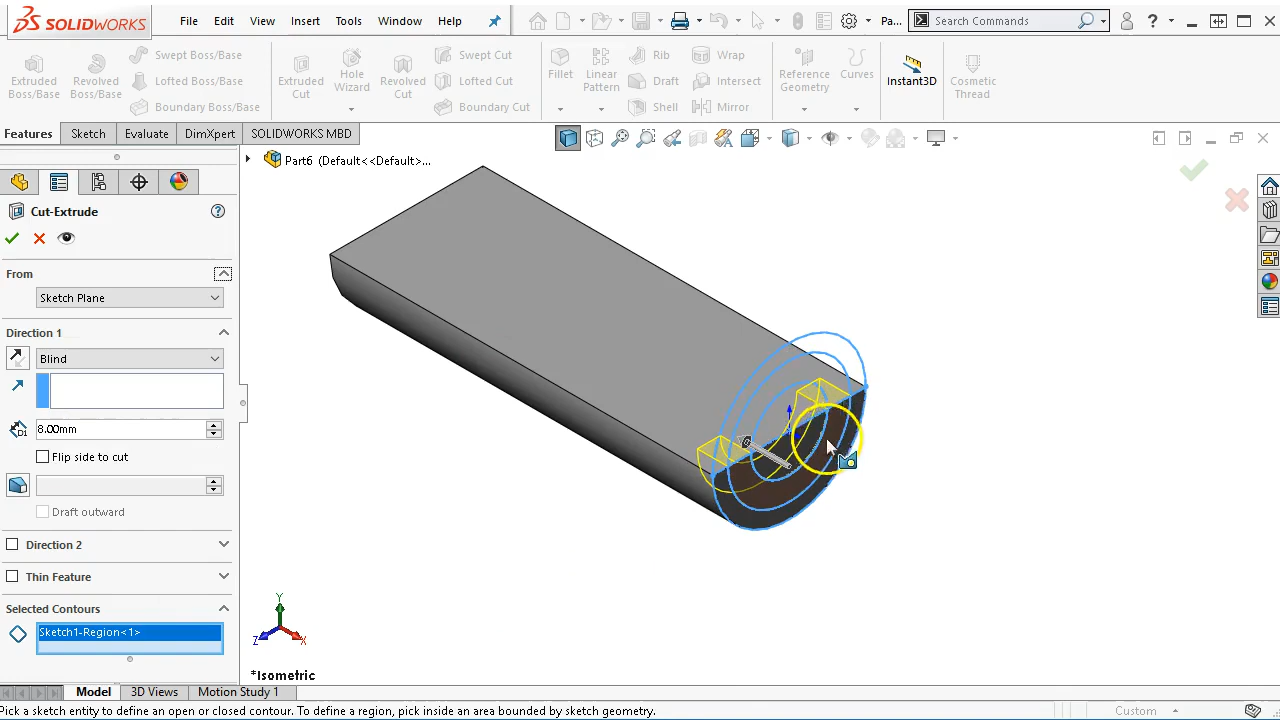 SOLIDWORKS File Edit View Insert Tools Window Help Pa... Search Commands ?
Extruded Boss/Base
Revolved Boss/Base
Swept Boss/Base
Lofted Boss/Base
Boundary Boss/Base
Extruded Cut
Hole Wizard
Revolved Cut
Swept Cut
Lofted Cut
Boundary Cut
Fillet
Linear Pattern
Rib
Draft
Shell
Wrap
Intersect
Mirror
Reference Geometry
Curves
Instant3D
Cosmetic Thread
Features Sketch Evaluate DimXpert SOLIDWORKS MBD
Part6 (Default<<Default>...
Cut-Extrude
From
Sketch Plane
Direction 1
Blind
8.00mm
Flip side to cut
Draft outward
Direction 2
Thin Feature
Selected Contours
Sketch1-Region<1>
Y
Z X
*Isometric
Model 3D Views Motion Study 1
Pick a sketch entity to define an open or closed contour. To define a region, pick inside an area bounded by sketch geometry. Custom